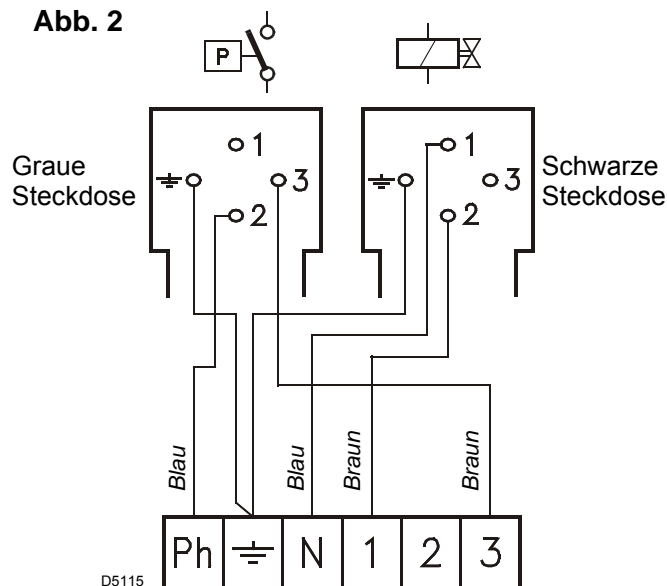 Abb. 2
P
Graue
Steckdose
1
3
2
Schwarze
Steckdose
1
3
2
Blau
Blau
Braun
Braun
Ph N 1 2 3
D5115